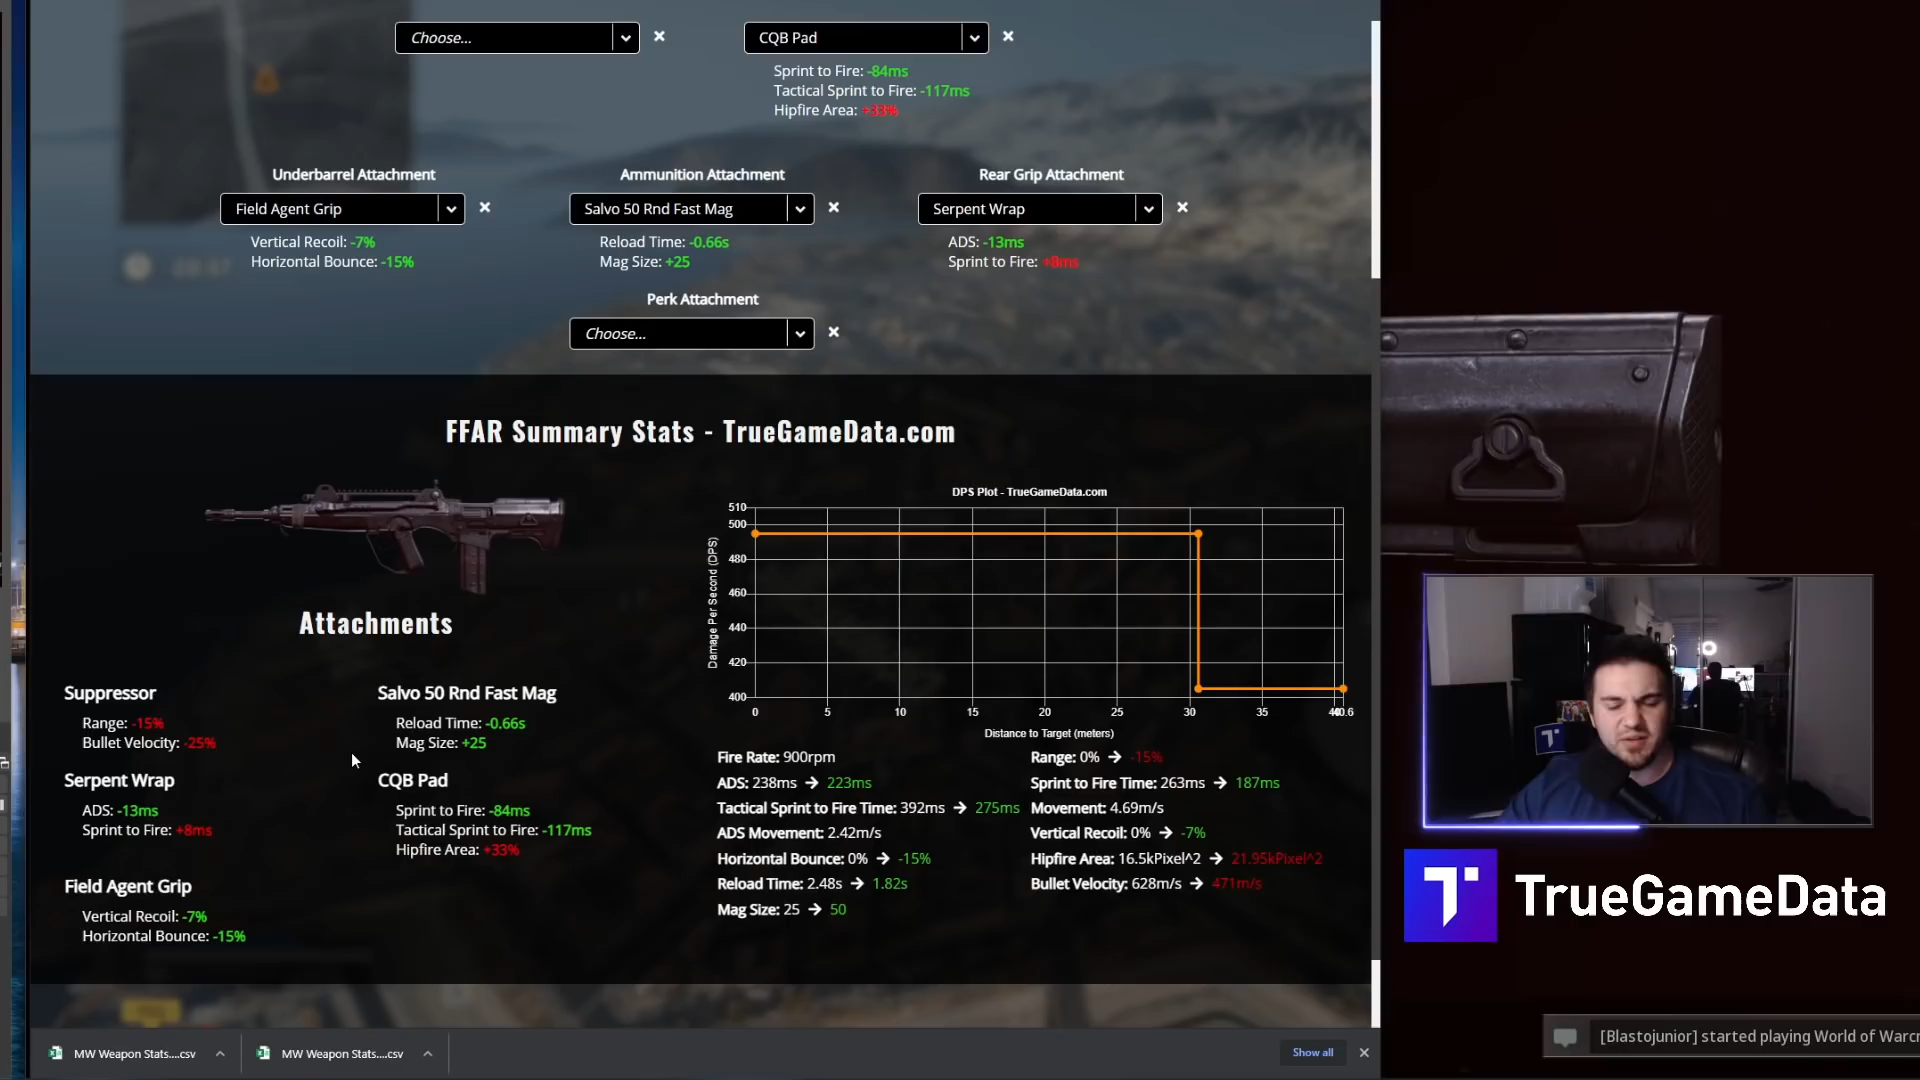 Choose...
CQB Pad
Sprint to Fire: -84ms
Tactical Sprint to Fire: -117ms
Hipfire Area: +33%
Underbarrel Attachment
Ammunition Attachment
Rear Grip Attachment
Field Agent Grip
Salvo 50 Rnd Fast Mag
Serpent Wrap
Vertical Recoil: -7%
Horizontal Bounce: -15%
Reload Time: -0.66s
Mag Size: +25
ADS: -13ms
Sprint to Fire: +8ms
Perk Attachment
Choose...
FFAR Summary Stats - TrueGameData.com
Attachments
Suppressor
Range: -15%
Bullet Velocity: -25%
Serpent Wrap
ADS: -13ms
Sprint to Fire: +8ms
Field Agent Grip
Vertical Recoil: -7%
Horizontal Bounce: -15%
Salvo 50 Rnd Fast Mag
Reload Time: -0.66s
Mag Size: +25
CQB Pad
Sprint to Fire: -84ms
Tactical Sprint to Fire: -117ms
Hipfire Area: +33%
DPS Plot - TrueGameData.com
Damage Per Second (DPS)
510
500
480
460
440
420
400
0 5 10 15 20 25 30 35 40.6
Distance to Target (meters)
Fire Rate: 900rpm
ADS: 238ms → 223ms
Tactical Sprint to Fire Time: 392ms → 275ms
ADS Movement: 2.42m/s
Horizontal Bounce: 0% → -15%
Reload Time: 2.48s → 1.82s
Mag Size: 25 → 50
Range: 0% → -15%
Sprint to Fire Time: 263ms → 187ms
Movement: 4.69m/s
Vertical Recoil: 0% → -7%
Hipfire Area: 16.5kPixel^2 → 21.95kPixel^2
Bullet Velocity: 628m/s → 471m/s
TrueGameData
MW Weapon Stats....csv
MW Weapon Stats....csv
Show all
[Blastojunior] started playing World of Warcr